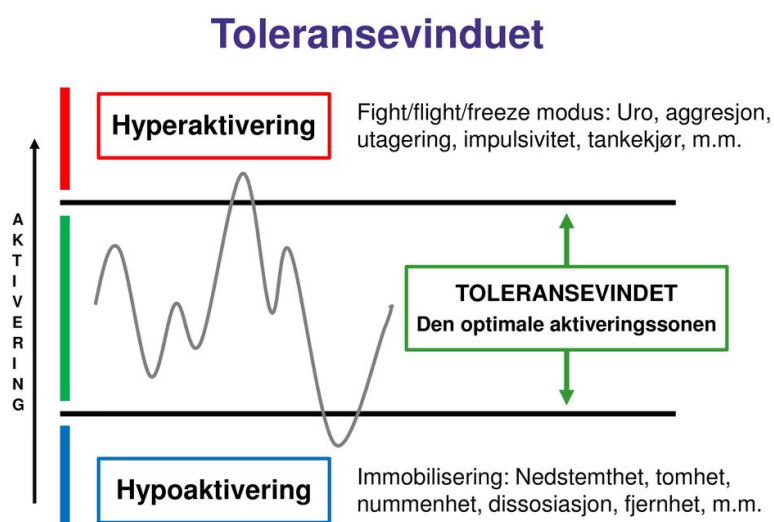 Toleransevinduet
Hyperaktivering
Fight/flight/freeze modus: Uro, aggresjon,
utagering, impulsivitet, tankekjør, m.m.
AKTIVERING
TOLERANSEVINDET
Den optimale aktiveringssonen
Hypoaktivering
Immobilisering: Nedstemthet, tomhet,
nummenhet, dissosiasjon, fjernhet, m.m.